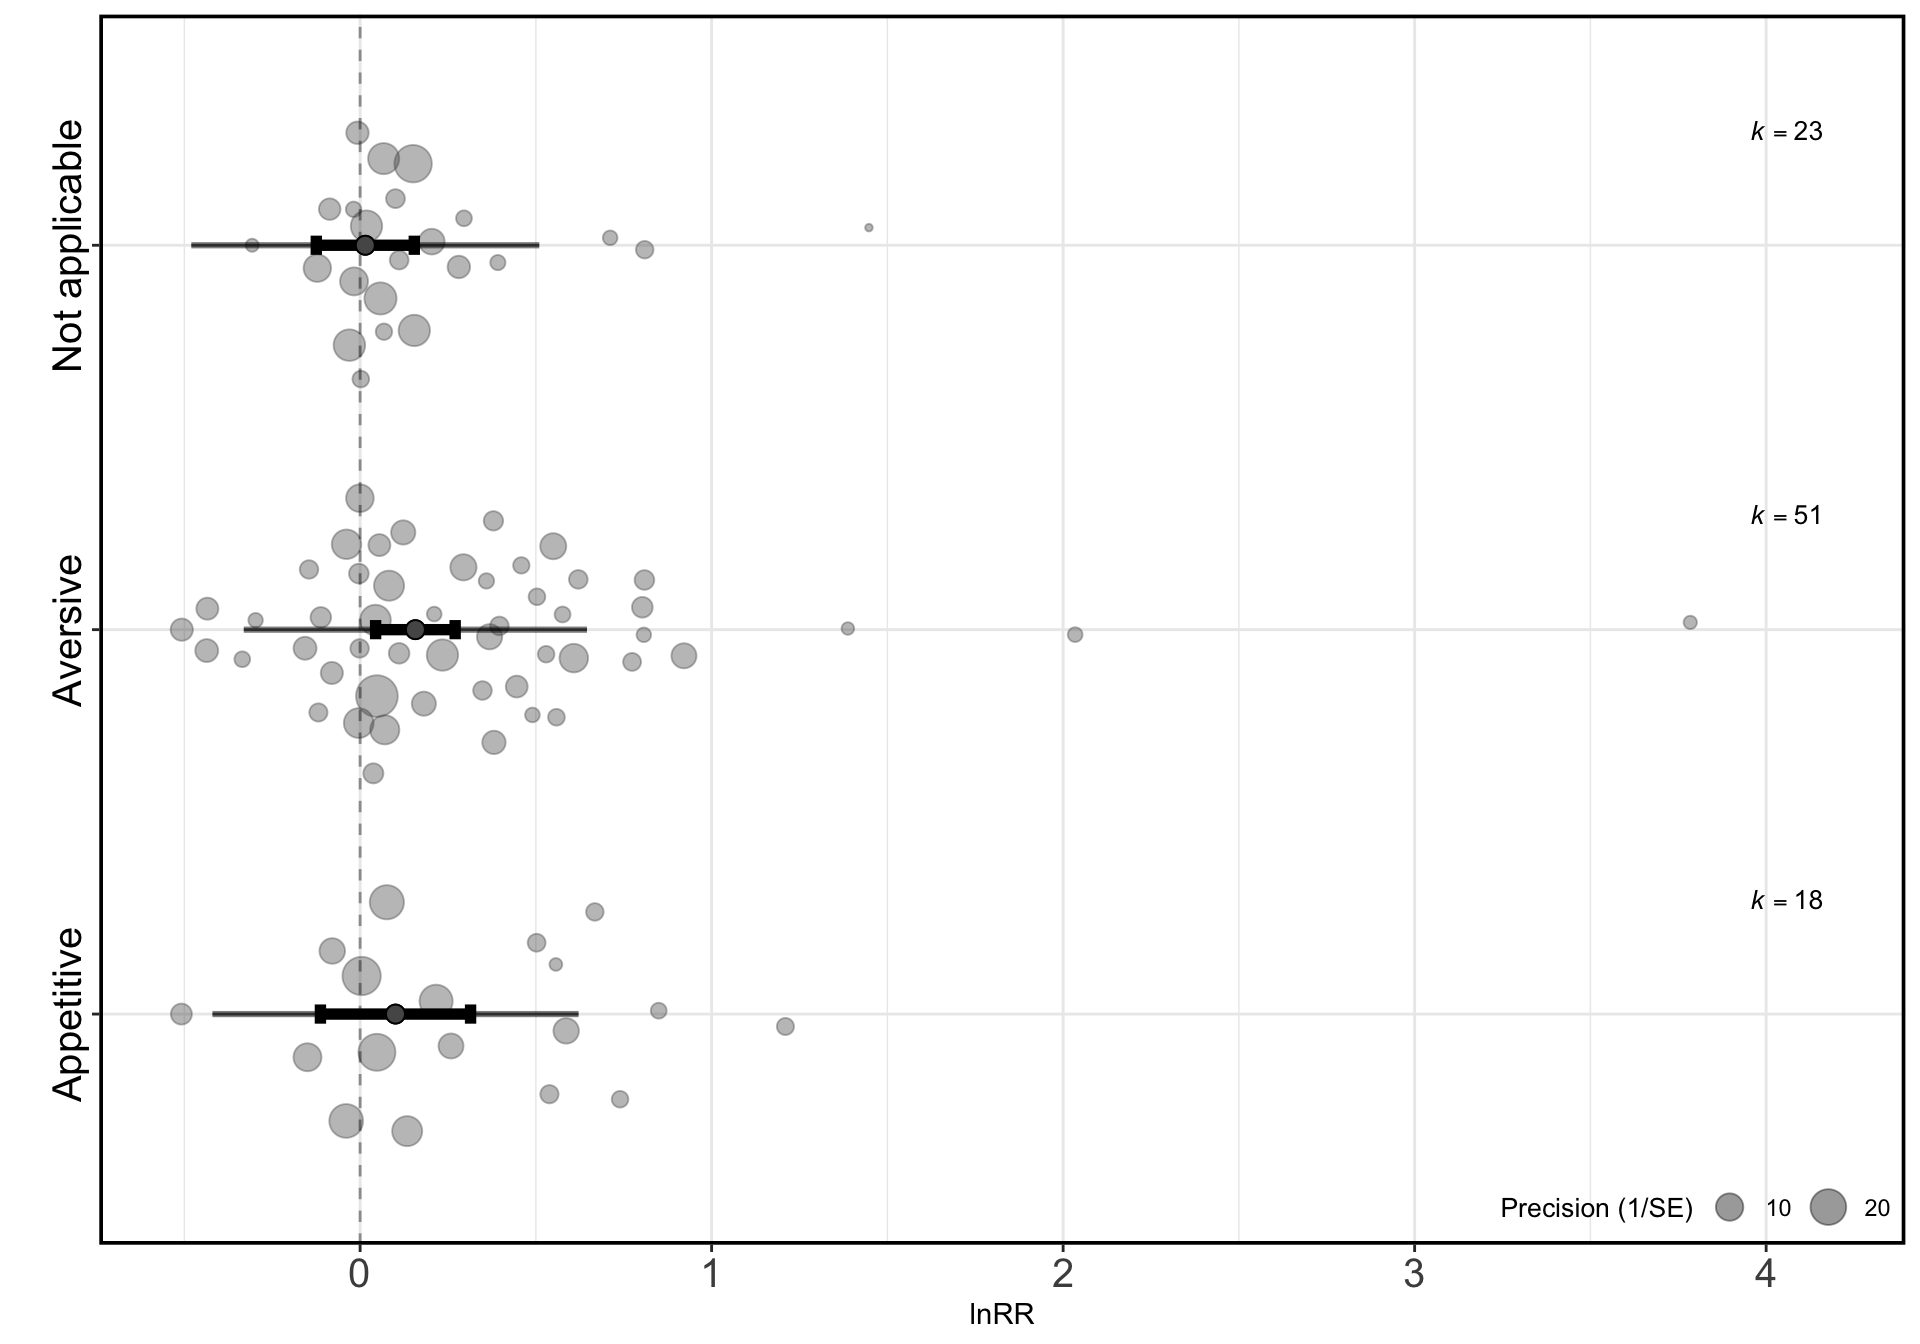 Not applicable
k = 23
Aversive
k = 51
Appetitive
k = 18
Precision (1/SE) 10 20
0 1 2 3 4
lnRR